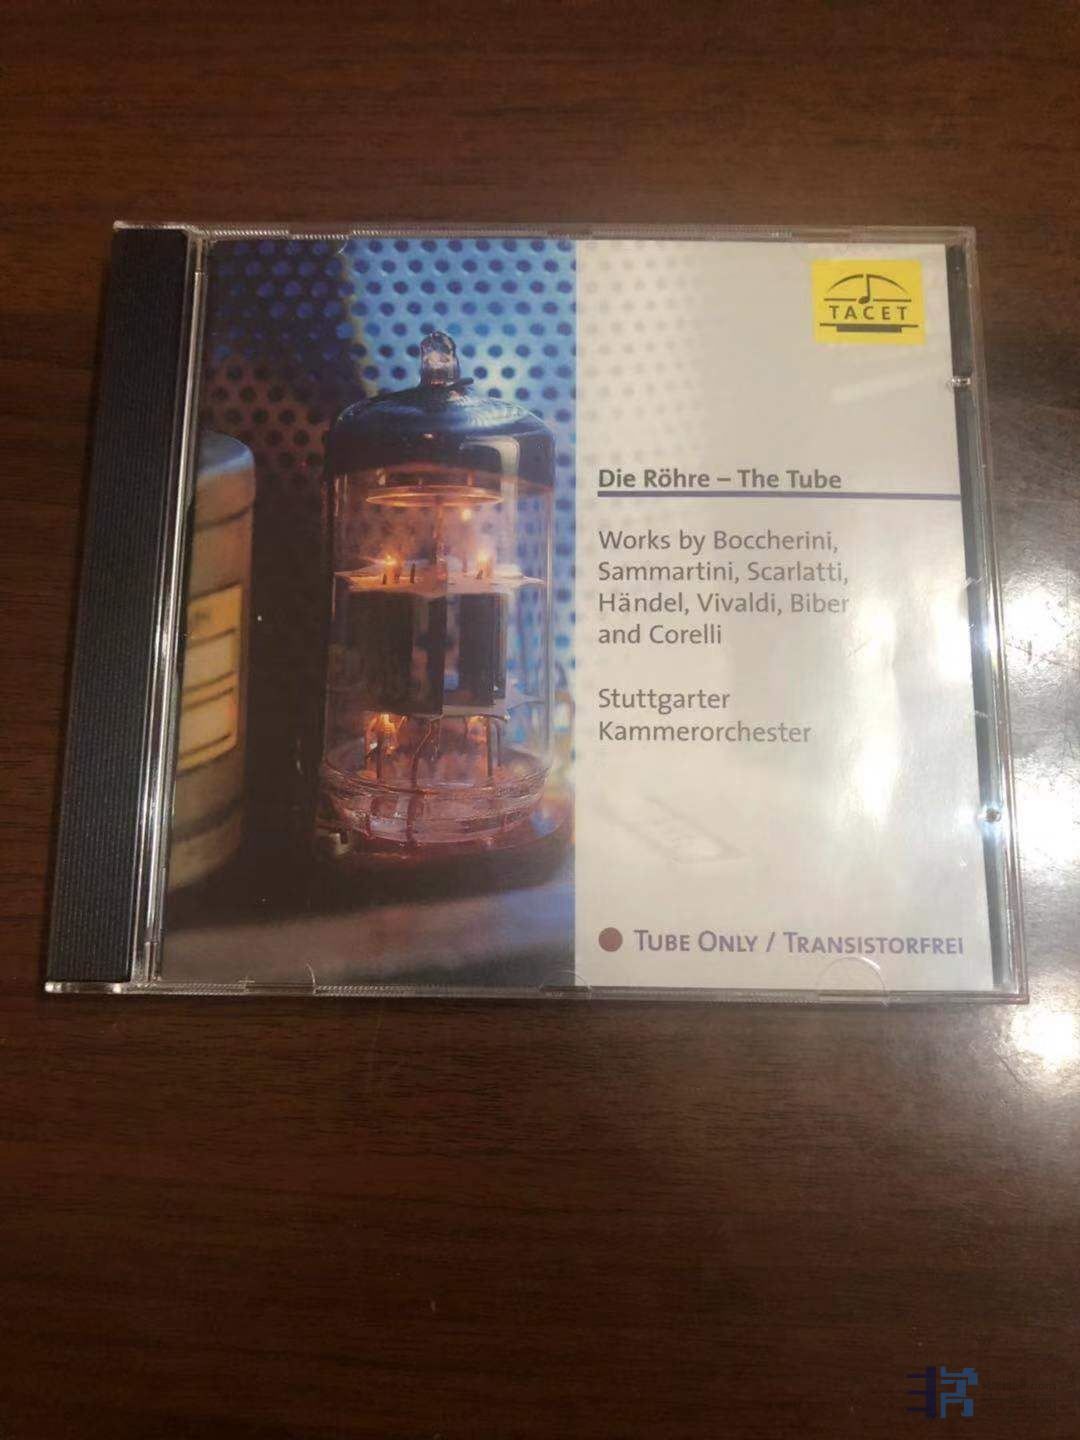 TACET
Die Röhre – The Tube
Works by Boccherini,
Sammartini, Scarlatti,
Händel, Vivaldi, Biber
and Corelli
Stuttgarter
Kammerorchester
TUBE ONLY / TRANSISTORFREI